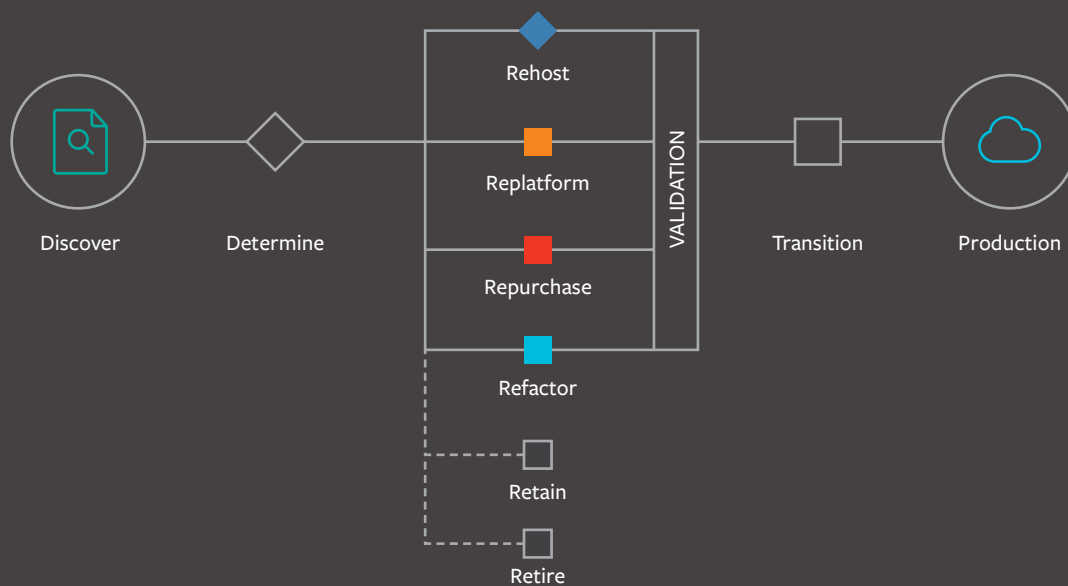 Rehost
Replatform
Repurchase
Refactor
Retain
Retire
VALIDATION
Discover
Determine
Transition
Production